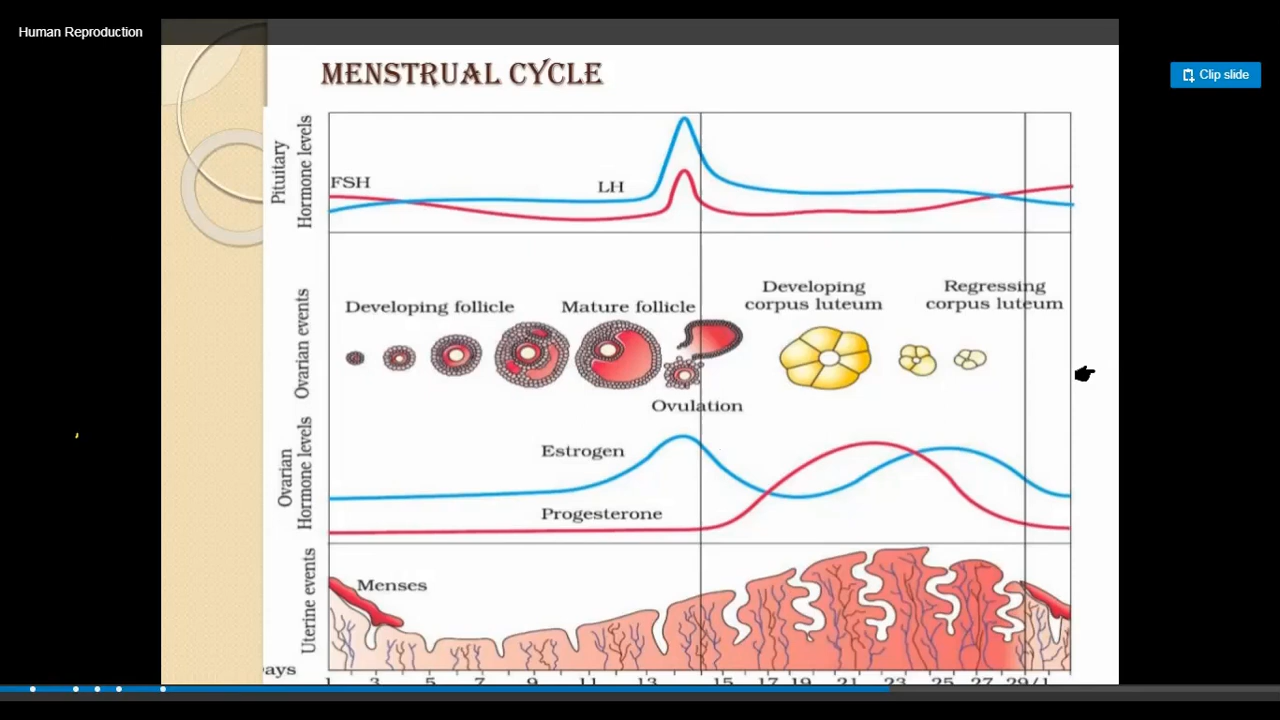 Human Reproduction
Clip slide
MENSTRUAL CYCLE
Pituitary
Hormone levels
FSH
LH
Ovarian events
Developing follicle
Mature follicle
Developing
corpus luteum
Regressing
corpus luteum
Ovulation
Ovarian
Hormone levels
Estrogen
Progesterone
Uterine events
Menses
1 3 5 7 9 11 13 15 17 19 21 23 25 27 29/1